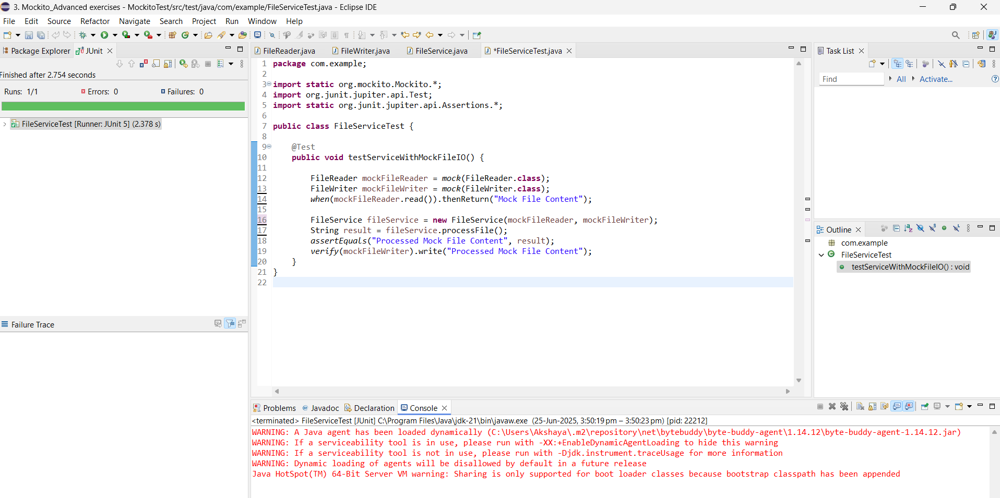 3. Mockito_Advanced exercises - MockitoTest/src/test/java/com/example/FileServiceTest.java - Eclipse IDE
File Edit Source Refactor Navigate Search Project Run Window Help
Package Explorer JUnit
Finished after 2.754 seconds
Runs: 1/1 Errors: 0 Failures: 0
FileServiceTest [Runner: JUnit 5] (2.378 s)
Failure Trace
FileReader.java FileWriter.java FileService.java *FileServiceTest.java
1 package com.example;
2
3 import static org.mockito.Mockito.*;
4 import org.junit.jupiter.api.Test;
5 import static org.junit.jupiter.api.Assertions.*;
6
7 public class FileServiceTest {
8
9 @Test
10 public void testServiceWithMockFileIO() {
11
12 FileReader mockFileReader = mock(FileReader.class);
13 FileWriter mockFileWriter = mock(FileWriter.class);
14 when(mockFileReader.read()).thenReturn("Mock File Content");
15
16 FileService fileService = new FileService(mockFileReader, mockFileWriter);
17 String result = fileService.processFile();
18 assertEquals("Processed Mock File Content", result);
19 verify(mockFileWriter).write("Processed Mock File Content");
20 }
21 }
22
Task List
Find All Activate...
Outline
com.example
FileServiceTest
testServiceWithMockFileIO() : void
Problems Javadoc Declaration Console
<terminated> FileServiceTest [JUnit] C:\Program Files\Java\jdk-21\bin\javaw.exe (25-Jun-2025, 3:50:19 pm – 3:50:23 pm) [pid: 22212]
WARNING: A Java agent has been loaded dynamically (C:\Users\Akshaya\.m2\repository\net\bytebuddy\byte-buddy-agent\1.14.12\byte-buddy-agent-1.14.12.jar)
WARNING: If a serviceability tool is in use, please run with -XX:+EnableDynamicAgentLoading to hide this warning
WARNING: If a serviceability tool is not in use, please run with -Djdk.instrument.traceUsage for more information
WARNING: Dynamic loading of agents will be disallowed by default in a future release
Java HotSpot(TM) 64-Bit Server VM warning: Sharing is only supported for boot loader classes because bootstrap classpath has been appended